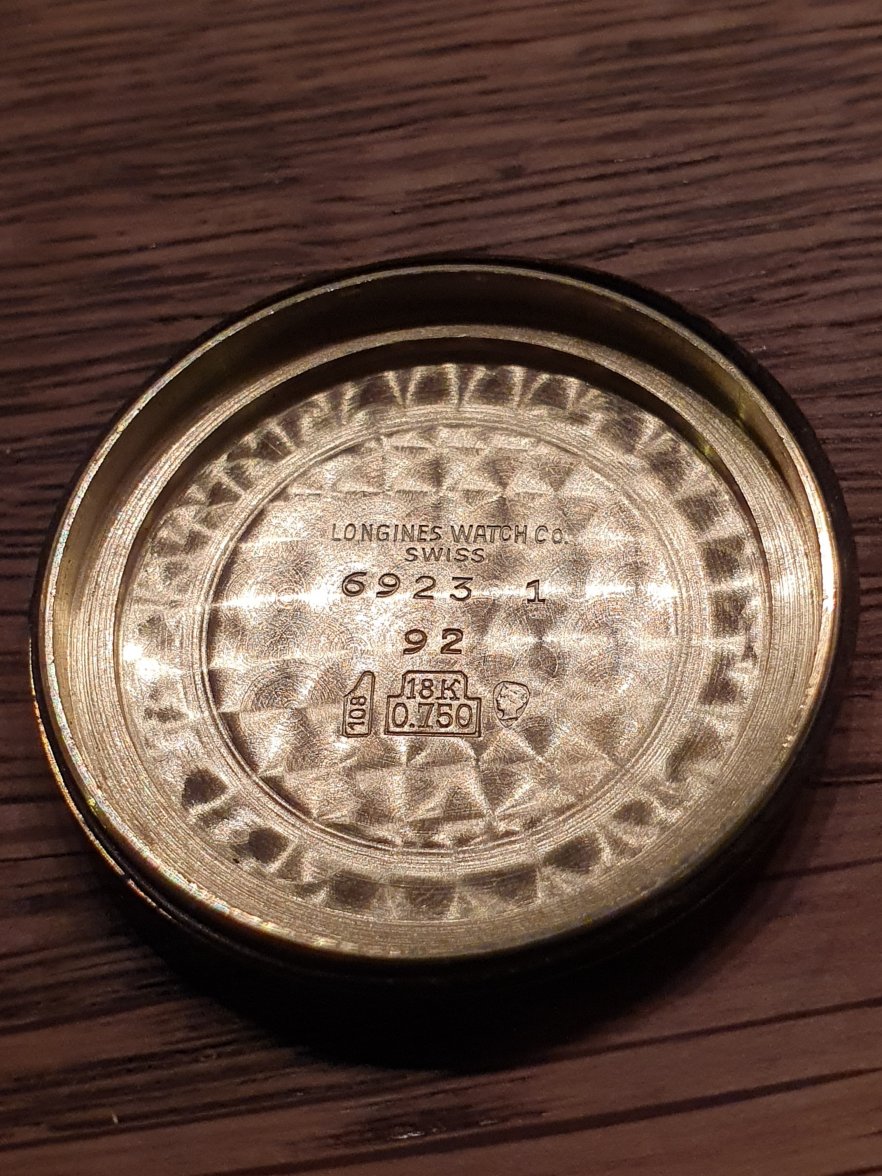 LONGINES WATCH CO.
SWISS
6923 1
92
108 18K
0.750